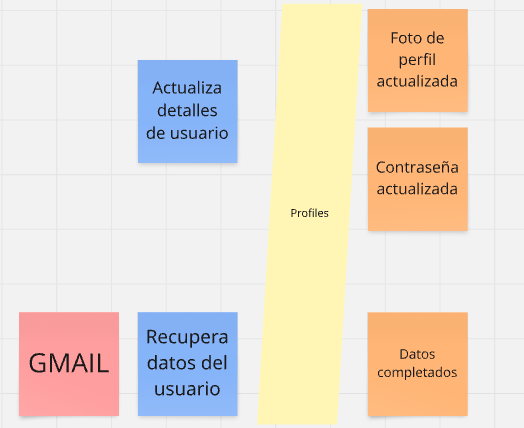 Actualiza
detalles
de usuario
Foto de
perfil
actualizada
Contraseña
actualizada
Profiles
GMAIL
Recupera
datos del
usuario
Datos
completados